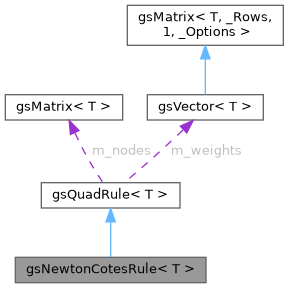 gsMatrix< T, _Rows,
1, _Options >
gsMatrix< T >
gsVector< T >
m_nodes
m_weights
gsQuadRule< T >
gsNewtonCotesRule< T >